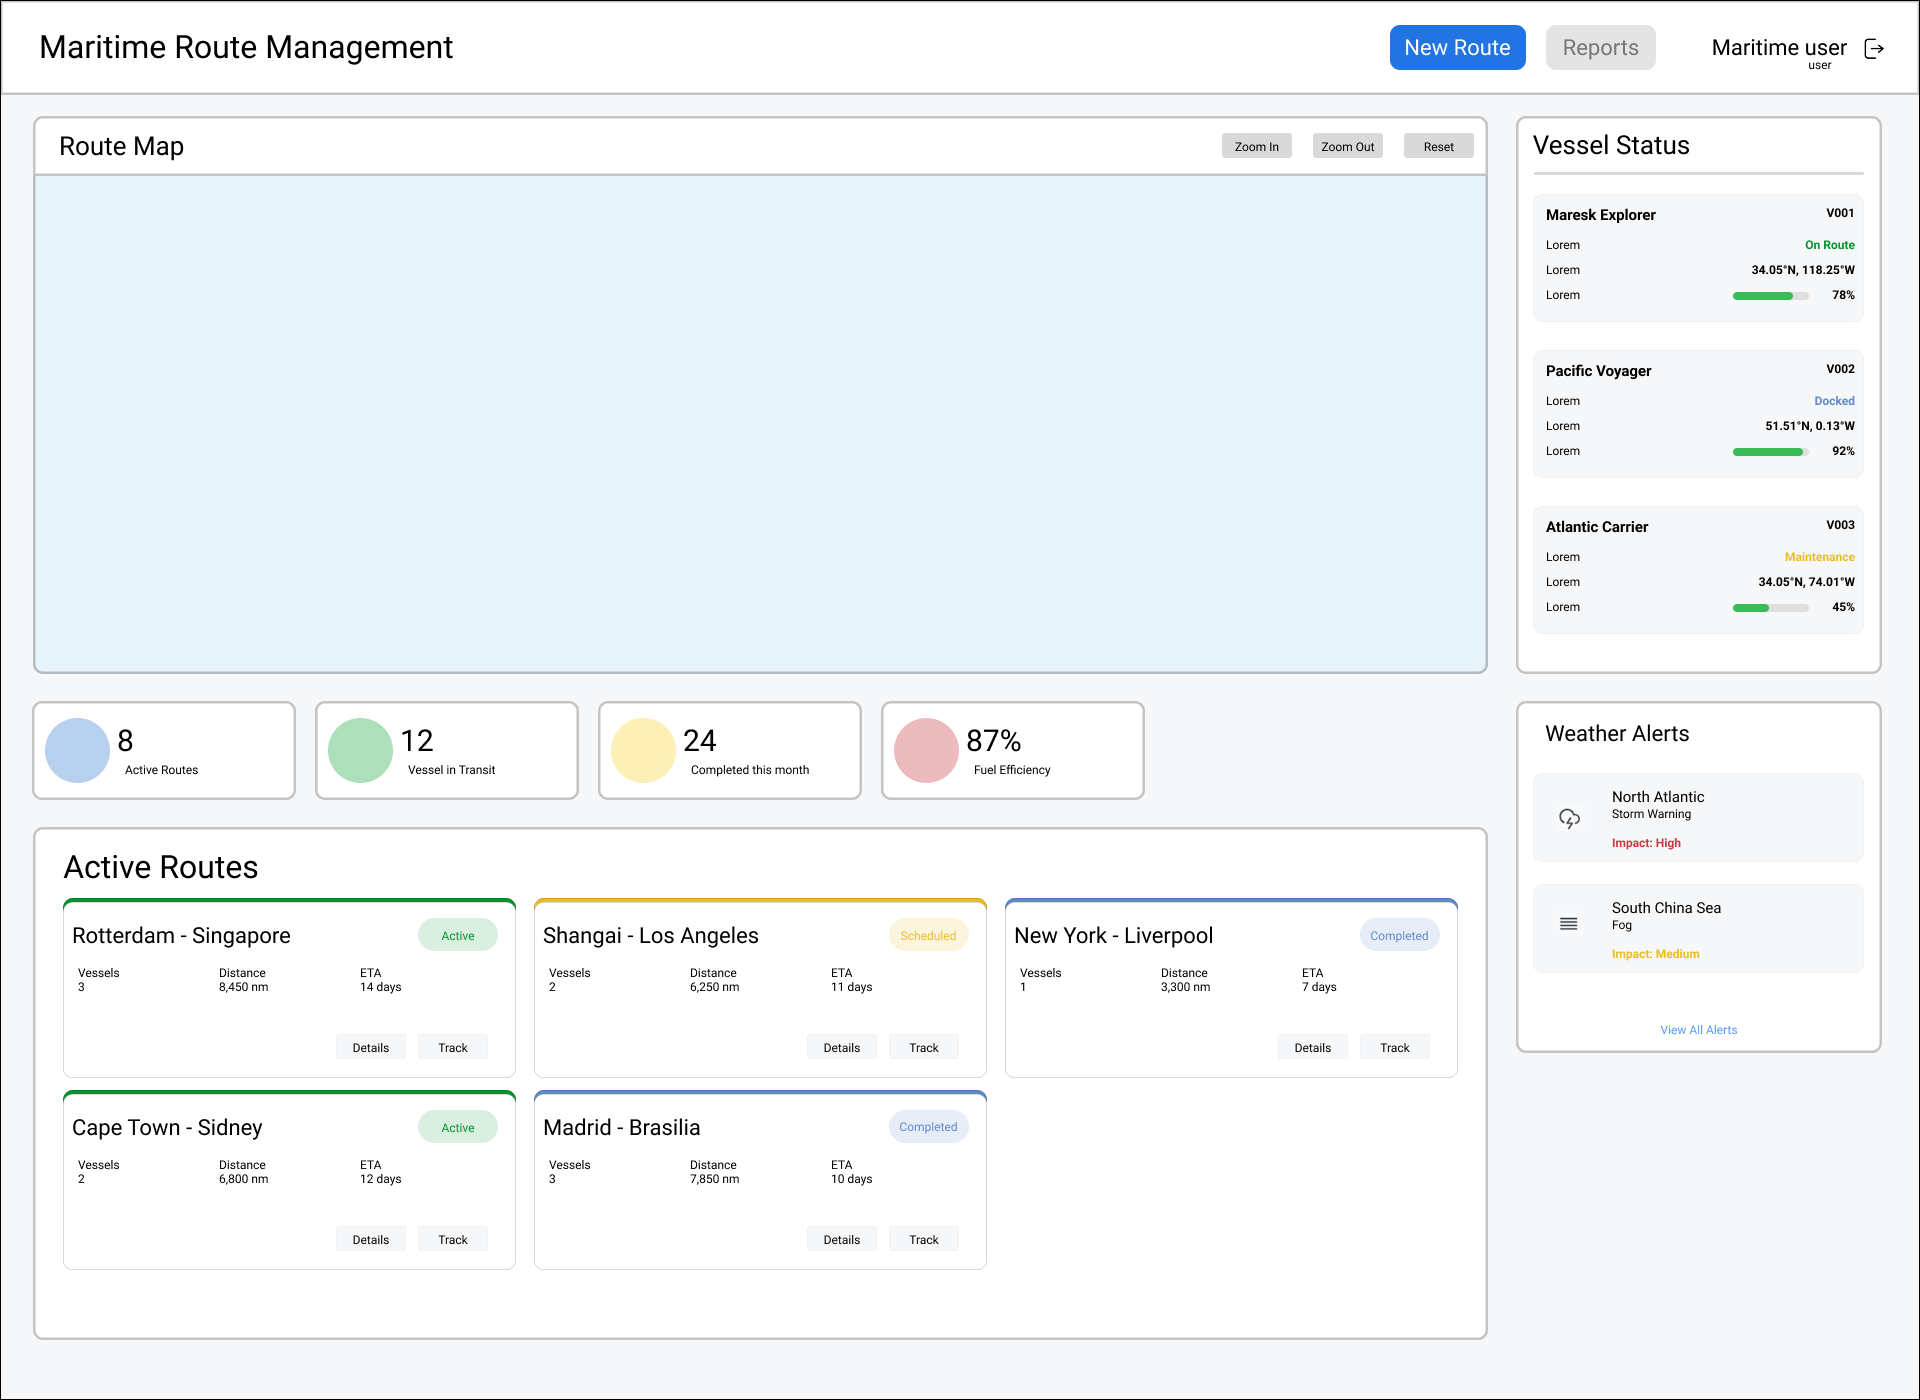 Maritime Route Management
New Route
Reports
Maritime user
user
Route Map
Zoom In
Zoom Out
Reset
Vessel Status
Maresk Explorer
V001
Lorem
On Route
Lorem
34.05°N, 118.25°W
Lorem
78%
Pacific Voyager
V002
Lorem
Docked
Lorem
51.51°N, 0.13°W
Lorem
92%
Atlantic Carrier
V003
Lorem
Maintenance
Lorem
34.05°N, 74.01°W
Lorem
45%
8
Active Routes
12
Vessel in Transit
24
Completed this month
87%
Fuel Efficiency
Weather Alerts
North Atlantic
Storm Warning
Impact: High
South China Sea
Fog
Impact: Medium
View All Alerts
Active Routes
Rotterdam - Singapore
Active
Vessels
3
Distance
8,450 nm
ETA
14 days
Details
Track
Shangai - Los Angeles
Scheduled
Vessels
2
Distance
6,250 nm
ETA
11 days
Details
Track
New York - Liverpool
Completed
Vessels
1
Distance
3,300 nm
ETA
7 days
Details
Track
Cape Town - Sidney
Active
Vessels
2
Distance
6,800 nm
ETA
12 days
Details
Track
Madrid - Brasilia
Completed
Vessels
3
Distance
7,850 nm
ETA
10 days
Details
Track